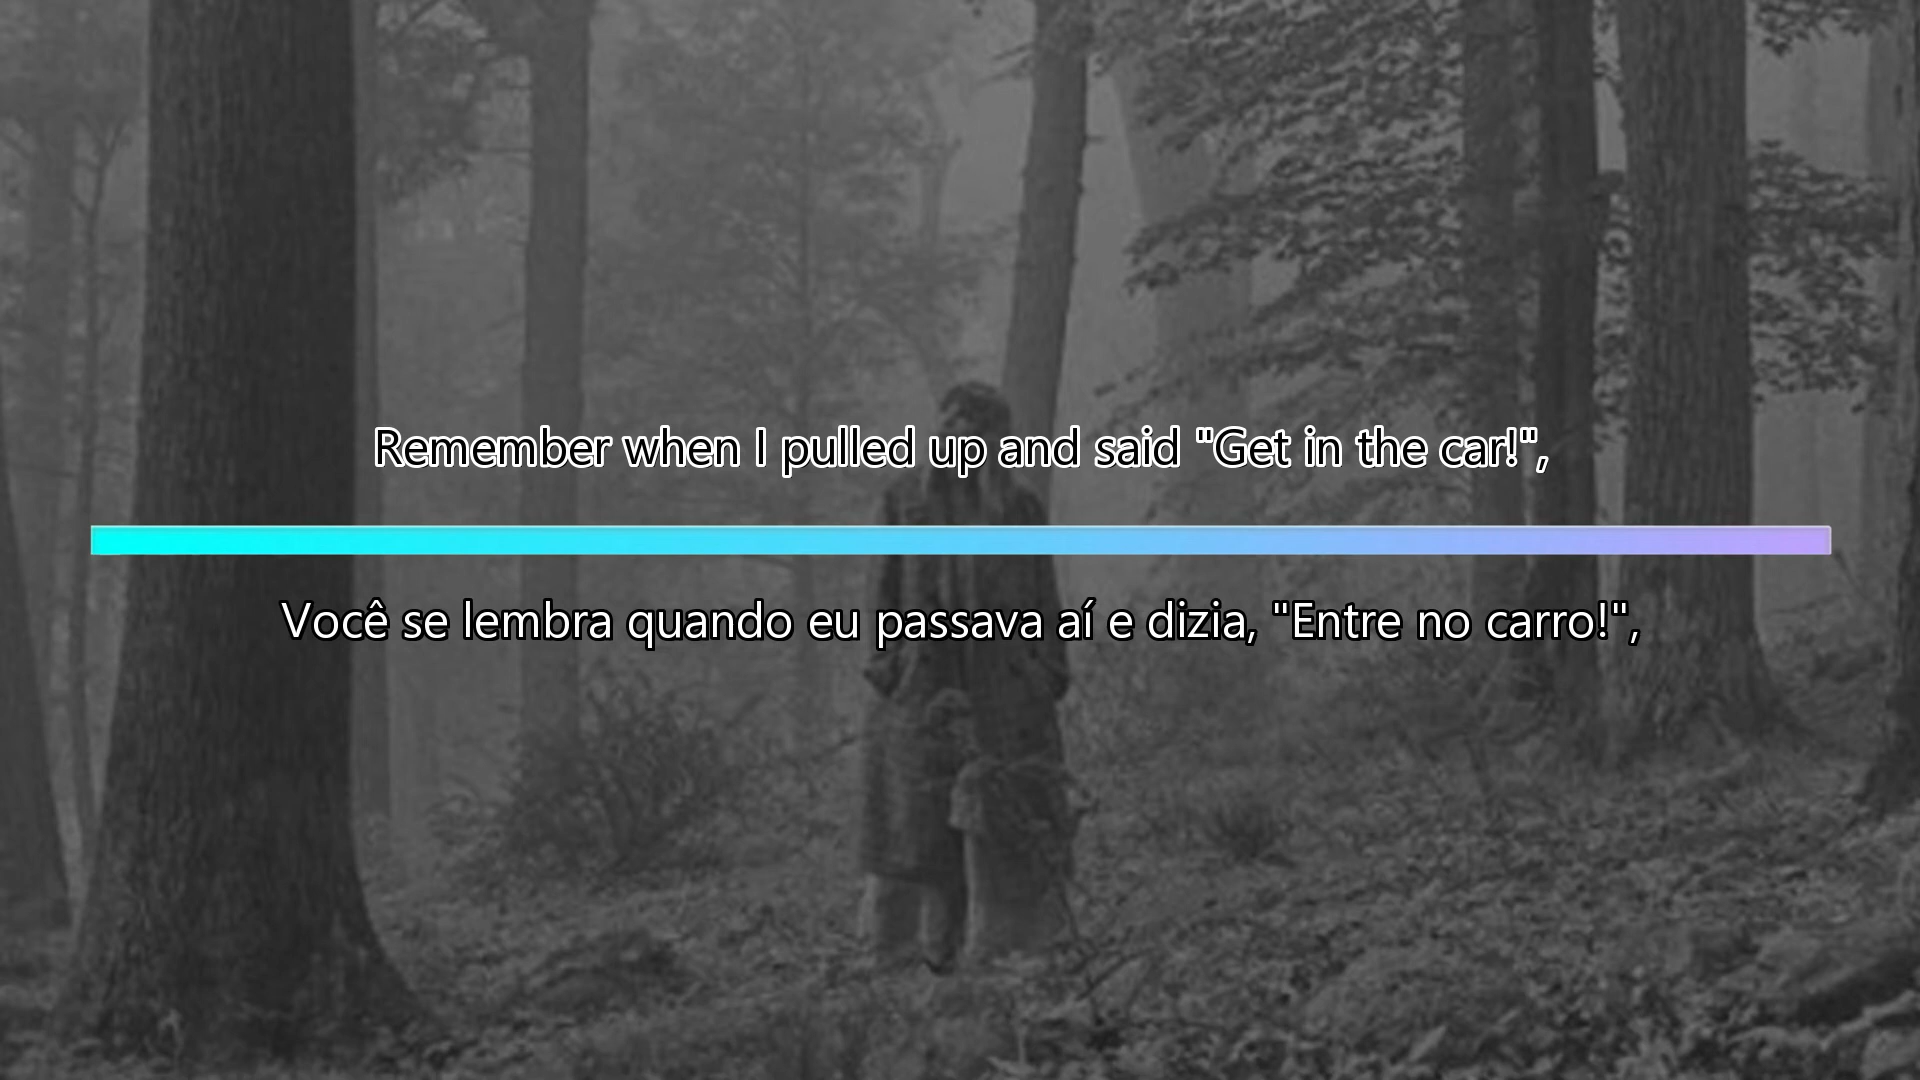 Remember when I pulled up and said "Get in the car!",
Você se lembra quando eu passava aí e dizia, "Entre no carro!",